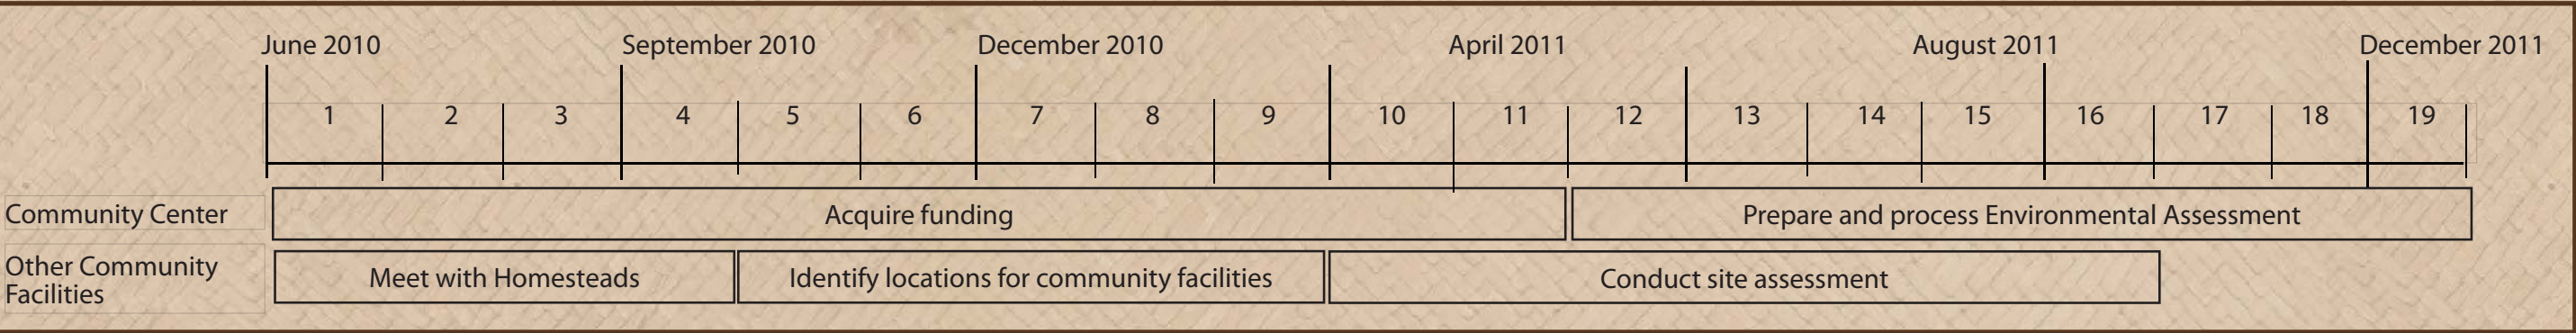 June 2010 September 2010 December 2010 April 2011 August 2011 December 2011
1 2 3 4 5 6 7 8 9 10 11 12 13 14 15 16 17 18 19
Community Center Acquire funding Prepare and process Environmental Assessment
Other Community
Facilities
Meet with Homesteads Identify locations for community facilities Conduct site assessment